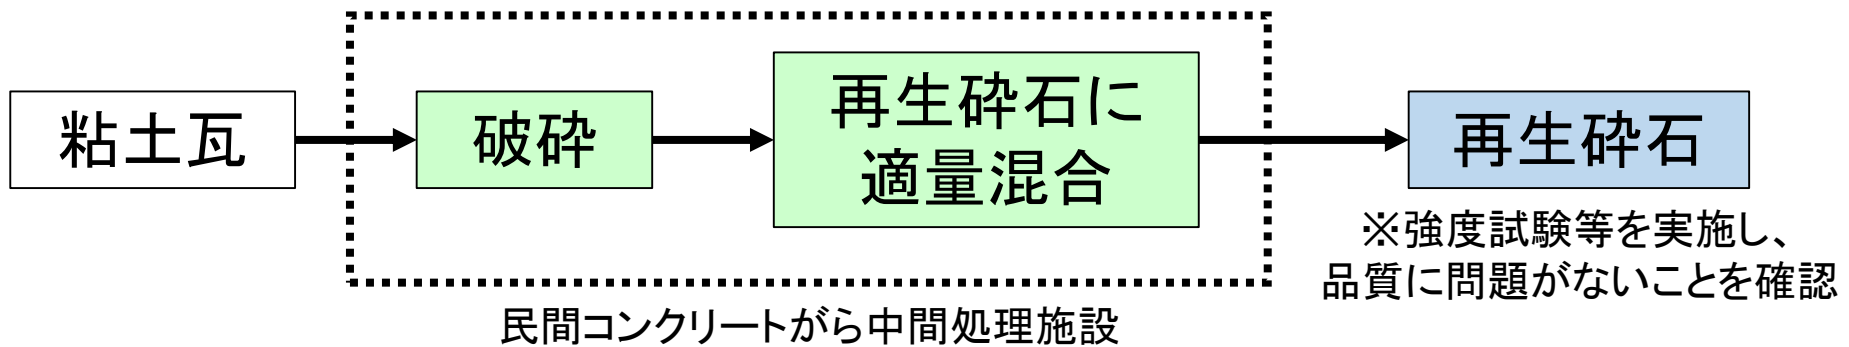 粘土瓦
破砕
再生砕石に
適量混合
再生砕石
※強度試験等を実施し、
品質に問題がないことを確認
民間コンクリートがら中間処理施設